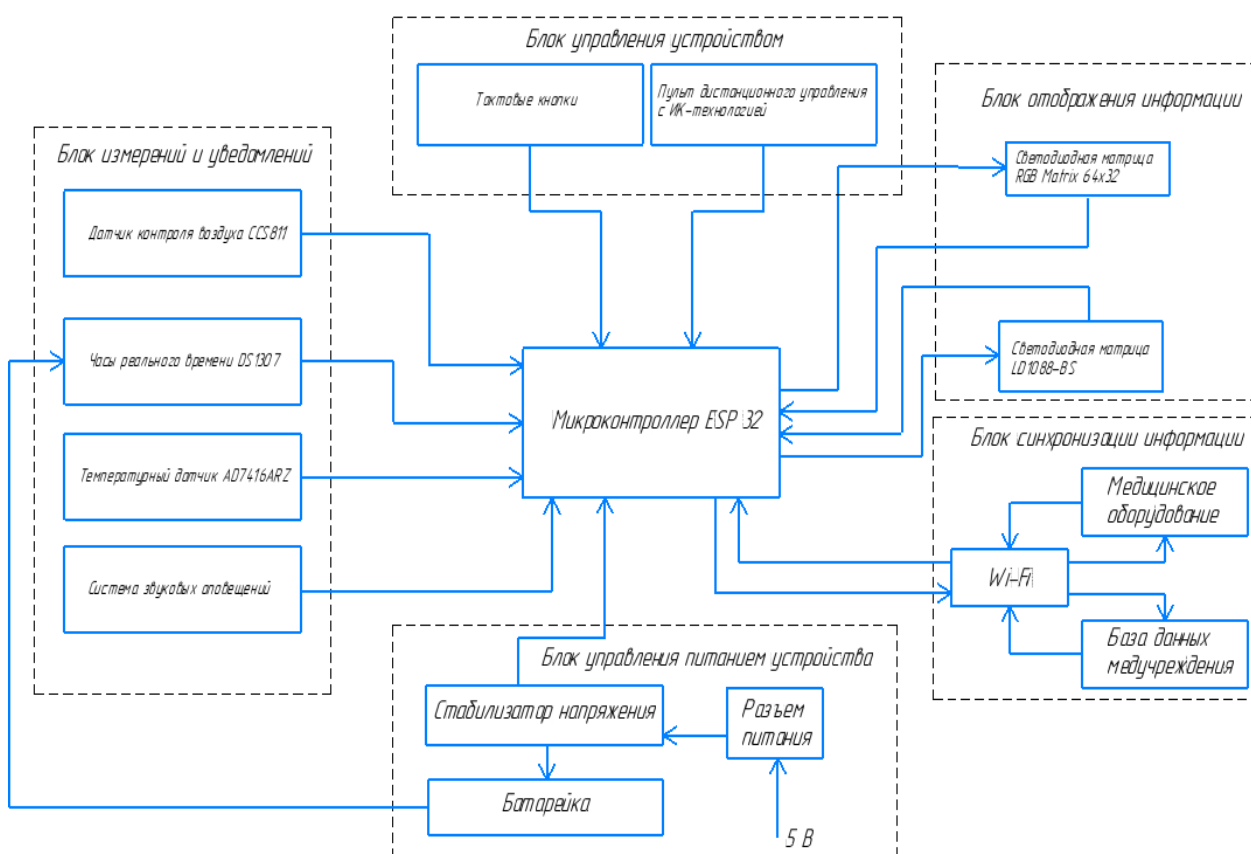 Блок управления устройством
Тактовые кнопки
Пульт дистанционного управления
с ИК-технологией
Блок отображения информации
Светодиодная матрица
RGB Matrix 64x32
Светодиодная матрица
LD1088-BS
Блок измерений и уведомлений
Датчик контроля воздуха CCS811
Часы реального времени DS1307
Температурный датчик AD7416ARZ
Система звуковых оповещений
Микроконтроллер ESP 32
Блок синхронизации информации
Медицинское
оборудование
Wi-Fi
База данных
медучреждения
Блок управления питанием устройства
Стабилизатор напряжения
Разъем
питания
Батарейка
5 В